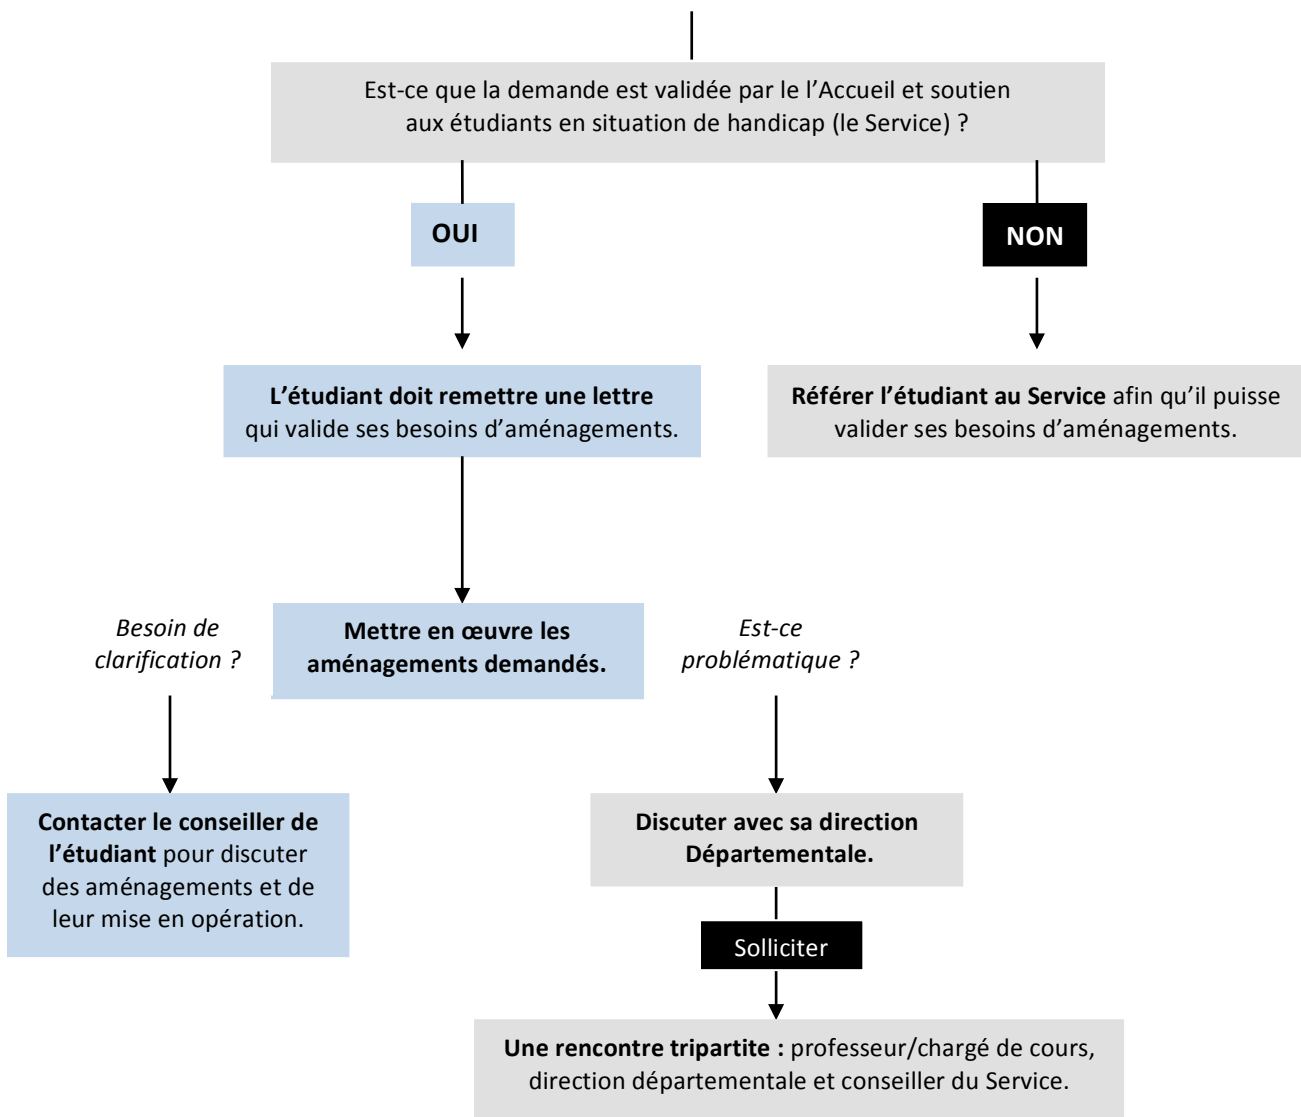 Est-ce que la demande est validée par le l’Accueil et soutien
aux étudiants en situation de handicap (le Service) ?
OUI
NON
L’étudiant doit remettre une lettre
qui valide ses besoins d’aménagements.
Référer l’étudiant au Service afin qu’il puisse
valider ses besoins d’aménagements.
Besoin de
clarification ?
Mettre en œuvre les
aménagements demandés.
Est-ce
problématique ?
Contacter le conseiller de
l’étudiant pour discuter
des aménagements et de
leur mise en opération.
Discuter avec sa direction
Départementale.
Solliciter
Une rencontre tripartite : professeur/chargé de cours,
direction départementale et conseiller du Service.